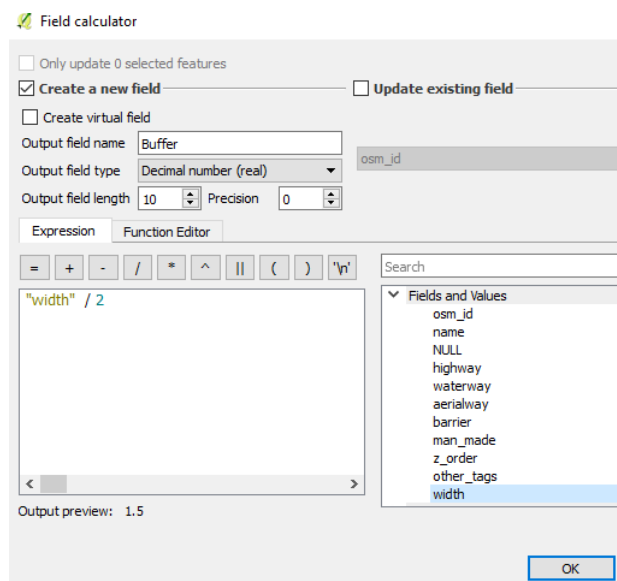 Field calculator
Only update 0 selected features
Create a new field
Update existing field
Create virtual field
Output field name Buffer
Output field type Decimal number (real)
osm_id
Output field length 10 Precision 0
Expression Function Editor
= + - / * ^ || ( ) '\n'
Search
"width" / 2
Fields and Values
osm_id
name
NULL
highway
waterway
aerialway
barrier
man_made
z_order
other_tags
width
Output preview: 1.5
OK